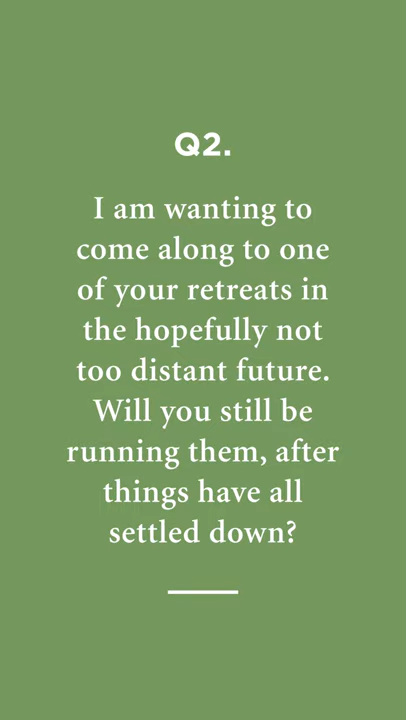 Q2.
I am wanting to
come along to one
of your retreats in
the hopefully not
too distant future.
Will you still be
running them, after
things have all
settled down?